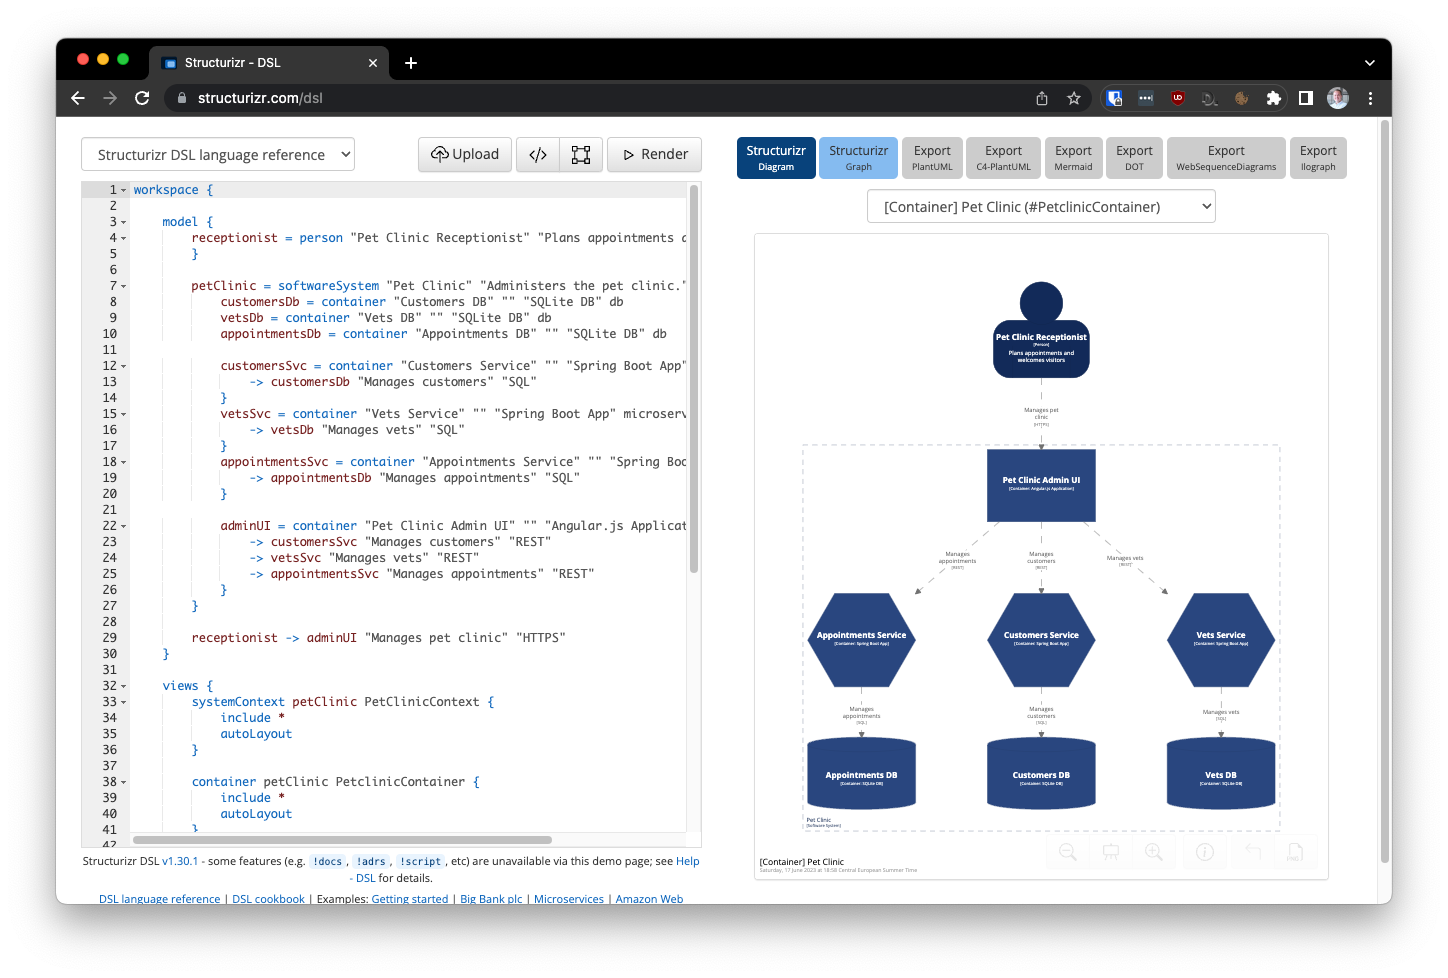 Structurizr - DSL
structurizr.com/dsl
Structurizr DSL language reference
Upload
Render
1 workspace {
2
3 model {
4 receptionist = person "Pet Clinic Receptionist" "Plans appointments a
5 }
6
7 petClinic = softwareSystem "Pet Clinic" "Administers the pet clinic."
8 customersDb = container "Customers DB" "" "SQLite DB" db
9 vetsDb = container "Vets DB" "" "SQLite DB" db
10 appointmentsDb = container "Appointments DB" "" "SQLite DB" db
11
12 customersSvc = container "Customers Service" "" "Spring Boot App"
13 -> customersDb "Manages customers" "SQL"
14 }
15 vetsSvc = container "Vets Service" "" "Spring Boot App" microserv
16 -> vetsDb "Manages vets" "SQL"
17 }
18 appointmentsSvc = container "Appointments Service" "" "Spring Boo
19 -> appointmentsDb "Manages appointments" "SQL"
20 }
21
22 adminUI = container "Pet Clinic Admin UI" "" "Angular.js Applicat
23 -> customersSvc "Manages customers" "REST"
24 -> vetsSvc "Manages vets" "REST"
25 -> appointmentsSvc "Manages appointments" "REST"
26 }
27 }
28
29 receptionist -> adminUI "Manages pet clinic" "HTTPS"
30 }
31
32 views {
33 systemContext petClinic PetClinicContext {
34 include *
35 autoLayout
36 }
37
38 container petClinic PetclinicContainer {
39 include *
40 autoLayout
41 }
42
Structurizr DSL v1.30.1 - some features (e.g. !docs, !adrs, !script, etc) are unavailable via this demo page; see Help
- DSL for details.
DSL language reference | DSL cookbook | Examples: Getting started | Big Bank plc | Microservices | Amazon Web
Structurizr
Diagram
Structurizr
Graph
Export
PlantUML
Export
C4-PlantUML
Export
Mermaid
Export
DOT
Export
WebSequenceDiagrams
Export
Ilograph
[Container] Pet Clinic (#PetclinicContainer)
Pet Clinic Receptionist
[Person]
Plans appointments and
welcomes visitors
Manages pet
clinic
[HTTPS]
Pet Clinic Admin UI
[Container: Angular.js Application]
Manages
appointments
[REST]
Manages
customers
[REST]
Manages vets
[REST]
Appointments Service
[Container: Spring Boot App]
Customers Service
[Container: Spring Boot App]
Vets Service
[Container: Spring Boot App]
Manages
appointments
[SQL]
Manages
customers
[SQL]
Manages vets
[SQL]
Appointments DB
[Container: SQLite DB]
Customers DB
[Container: SQLite DB]
Vets DB
[Container: SQLite DB]
Pet Clinic
[Software System]
[Container] Pet Clinic
Saturday, 17 June 2023 at 18:58 Central European Summer Time
PNG